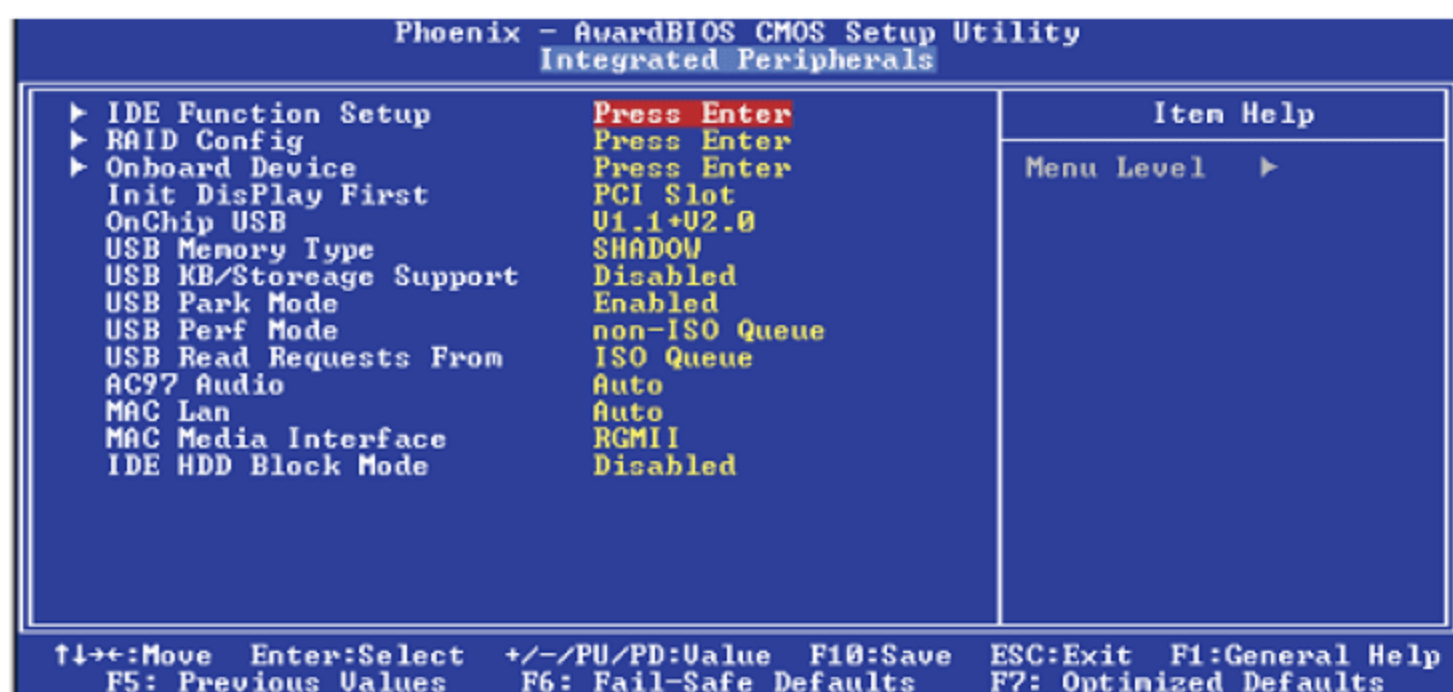 Phoenix - AwardBIOS CMOS Setup Utility
Integrated Peripherals
▶ IDE Function Setup Press Enter
▶ RAID Config Press Enter
▶ Onboard Device Press Enter
Init DisPlay First PCI Slot
OnChip USB V1.1+V2.0
USB Memory Type SHADOW
USB KB/Storeage Support Disabled
USB Park Mode Enabled
USB Perf Mode non-ISO Queue
USB Read Requests From ISO Queue
AC97 Audio Auto
MAC Lan Auto
MAC Media Interface RGMII
IDE HDD Block Mode Disabled
Item Help
Menu Level ▶
↑↓→←:Move Enter:Select +/-/PU/PD:Value F10:Save ESC:Exit F1:General Help
F5: Previous Values F6: Fail-Safe Defaults F7: Optimized Defaults